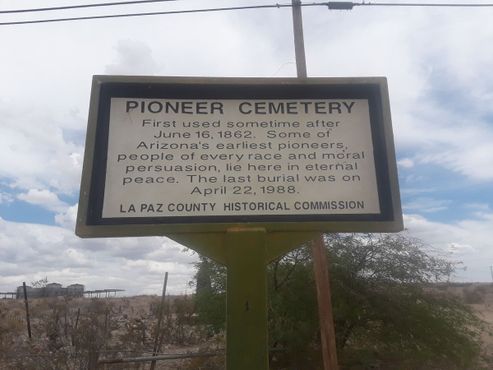 PIONEER CEMETERY
First used sometime after
June 16, 1862. Some of
Arizona's earliest pioneers,
people of every race and moral
persuasion, lie here in eternal
peace. The last burial was on
April 22, 1988.
LA PAZ COUNTY HISTORICAL COMMISSION